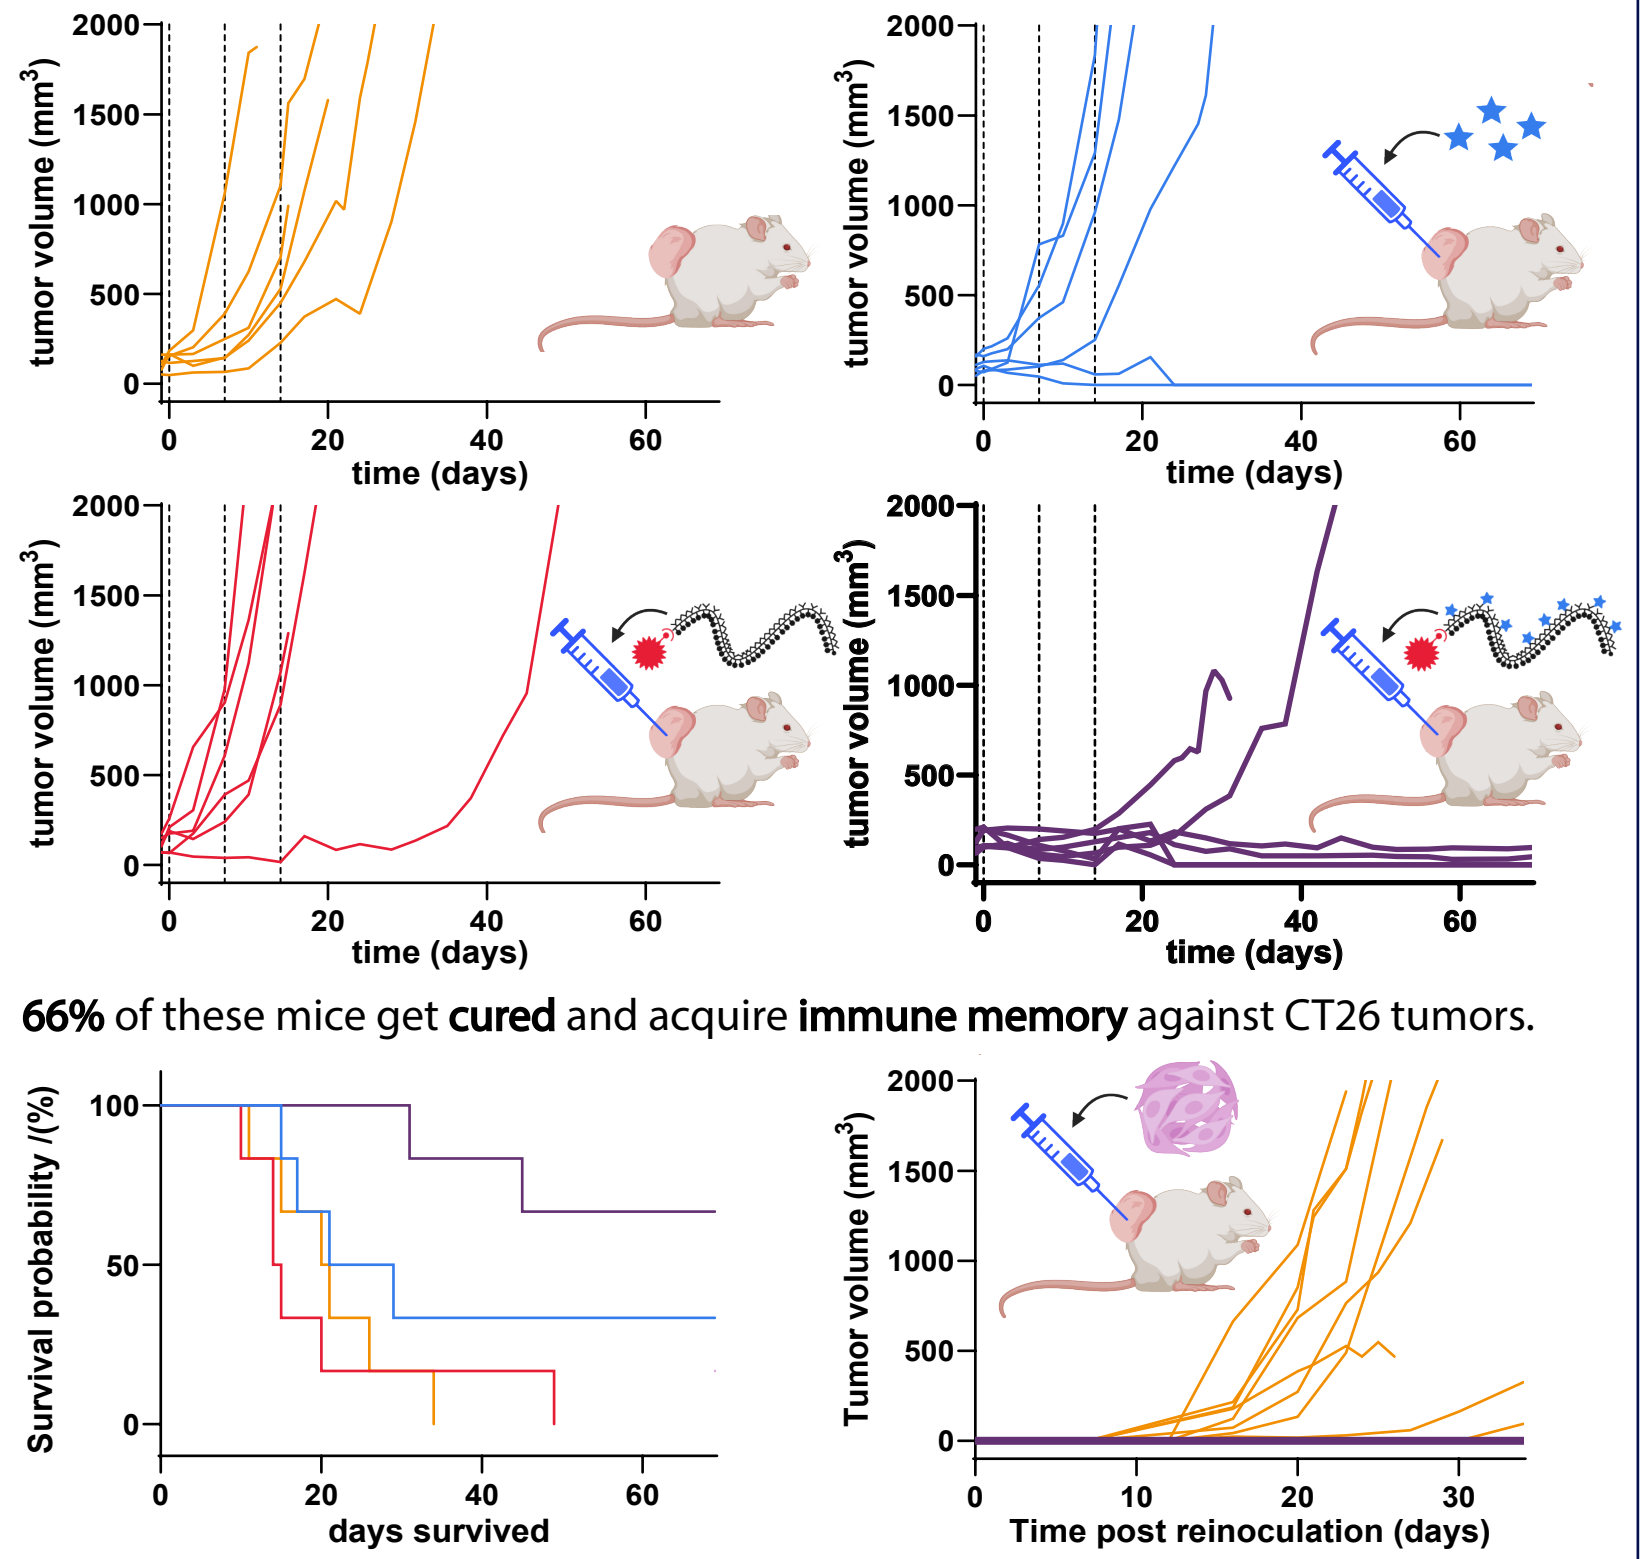 2000
1500
1000
500
0
tumor volume (mm³)
0 20 40 60
time (days)
2000
1500
1000
500
0
tumor volume (mm³)
0 20 40 60
time (days)
2000
1500
1000
500
0
tumor volume (mm³)
0 20 40 60
time (days)
2000
1500
1000
500
0
tumor volume (mm³)
0 20 40 60
time (days)
66% of these mice get cured and acquire immune memory against CT26 tumors.
100
50
0
Survival probability /(%)
0 20 40 60
days survived
2000
1500
1000
500
0
Tumor volume (mm³)
0 10 20 30
Time post reinoculation (days)